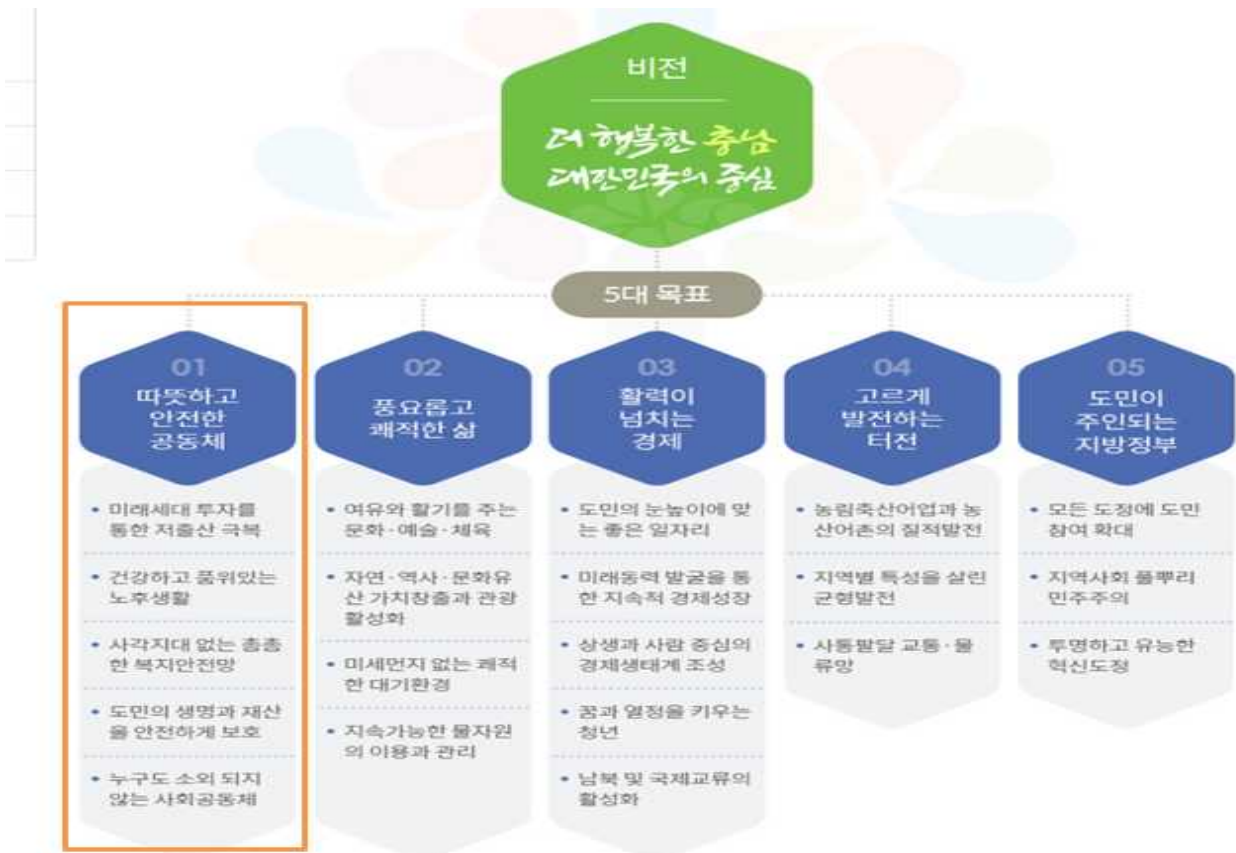 비전
더 행복한 충남
대한민국의 중심
5대 목표
01
따뜻하고
안전한
공동체
• 미래세대 투자를
통한 저출산 극복
• 건강하고 품위있는
노후생활
• 사각지대 없는 촘촘
한 복지안전망
• 도민의 생명과 재산
을 안전하게 보호
• 누구도 소외 되지
않는 사회공동체
02
풍요롭고
쾌적한 삶
• 여유와 활기를 주는
문화·예술·체육
• 자연·역사·문화유
산 가치창출과 관광
활성화
• 미세먼지 없는 쾌적
한 대기환경
• 지속가능한 물자원
의 이용과 관리
03
활력이
넘치는
경제
• 도민의 눈높이에 맞
는 좋은 일자리
• 미래동력 발굴을 통
한 지속적 경제성장
• 상생과 사람 중심의
경제생태계 조성
• 꿈과 열정을 키우는
청년
• 남북 및 국제교류의
활성화
04
고르게
발전하는
터전
• 농림축산어업과 농
산어촌의 질적발전
• 지역별 특성을 살린
균형발전
• 사통팔달 교통·물
류망
05
도민이
주인되는
지방정부
• 모든 도정에 도민
참여 확대
• 지역사회 풀뿌리
민주주의
• 투명하고 유능한
혁신도정